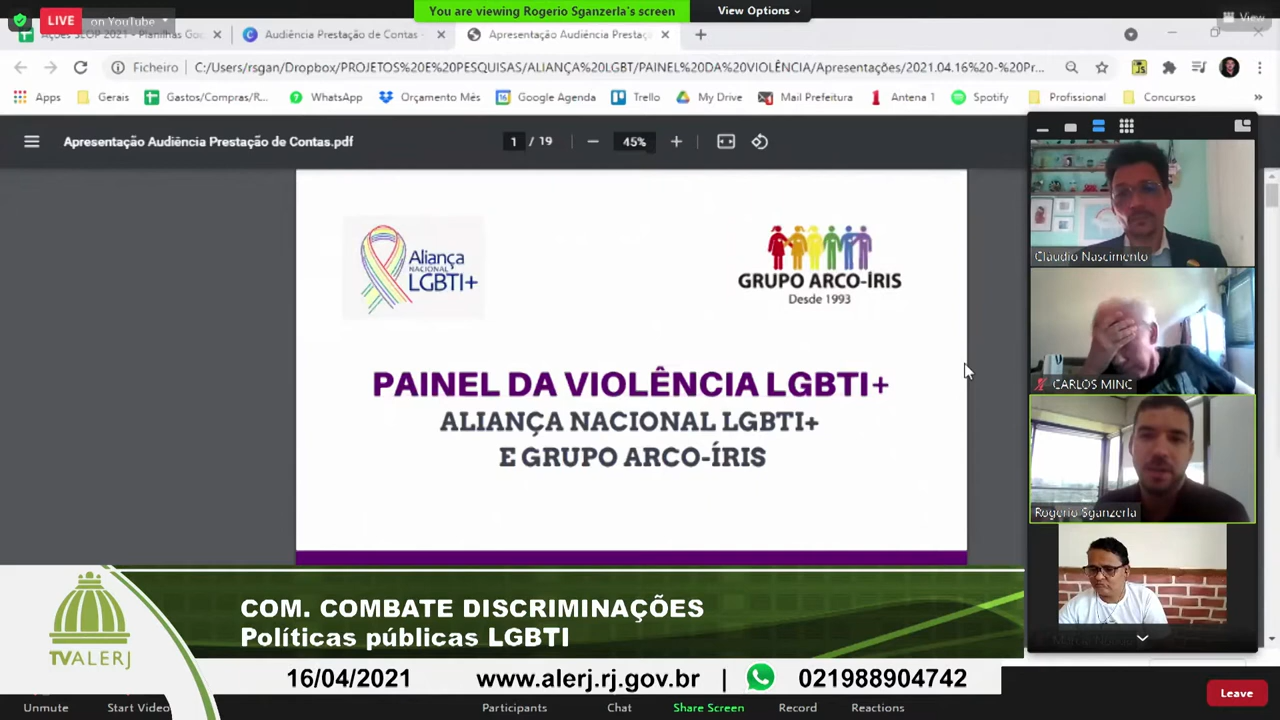 LIVE on YouTube
You are viewing Rogerio Sganzerla's screen
View Options
View
Ações SEOP 2021 - Planilhas Goo
Audiência Prestação de Contas -
Apresentação Audiência Prestaç
Ficheiro
C:/Users/rsgan/Dropbox/PROJETOS%20E%20PESQUISAS/ALIANÇA%20LGBT/PAINEL%20DA%20VIOLÊNCIA/Apresentações/2021.04.16%20-%20Pr...
Apps
Gerais
Gastos/Compras/R...
WhatsApp
Orçamento Mês
Google Agenda
Trello
My Drive
Mail Prefeitura
Antena 1
Spotify
Profissional
Concursos
»
Apresentação Audiência Prestação de Contas.pdf
1 / 19
45%
Aliança
NACIONAL
LGBTI+
GRUPO ARCO-ÍRIS
Desde 1993
PAINEL DA VIOLÊNCIA LGBTI+
ALIANÇA NACIONAL LGBTI+
E GRUPO ARCO-ÍRIS
Claudio Nascimento
CARLOS MINC
Rogerio Sganzerla
COM. COMBATE DISCRIMINAÇÕES
Políticas públicas LGBTI
TVALERJ
16/04/2021 www.alerj.rj.gov.br | 021988904742
Unmute
Start Video
Participants
Chat
Share Screen
Record
Reactions
Leave